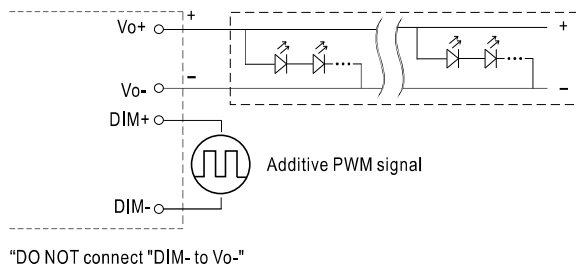 Vo+ + +
Vo- − −
DIM+
Additive PWM signal
DIM-
"DO NOT connect "DIM- to Vo-"